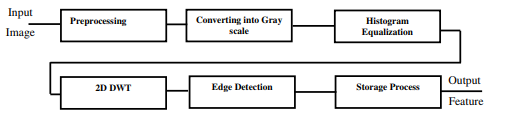 Input
Image
Preprocessing
Converting into Gray
scale
Histogram
Equalization
2D DWT
Edge Detection
Storage Process
Output
Feature